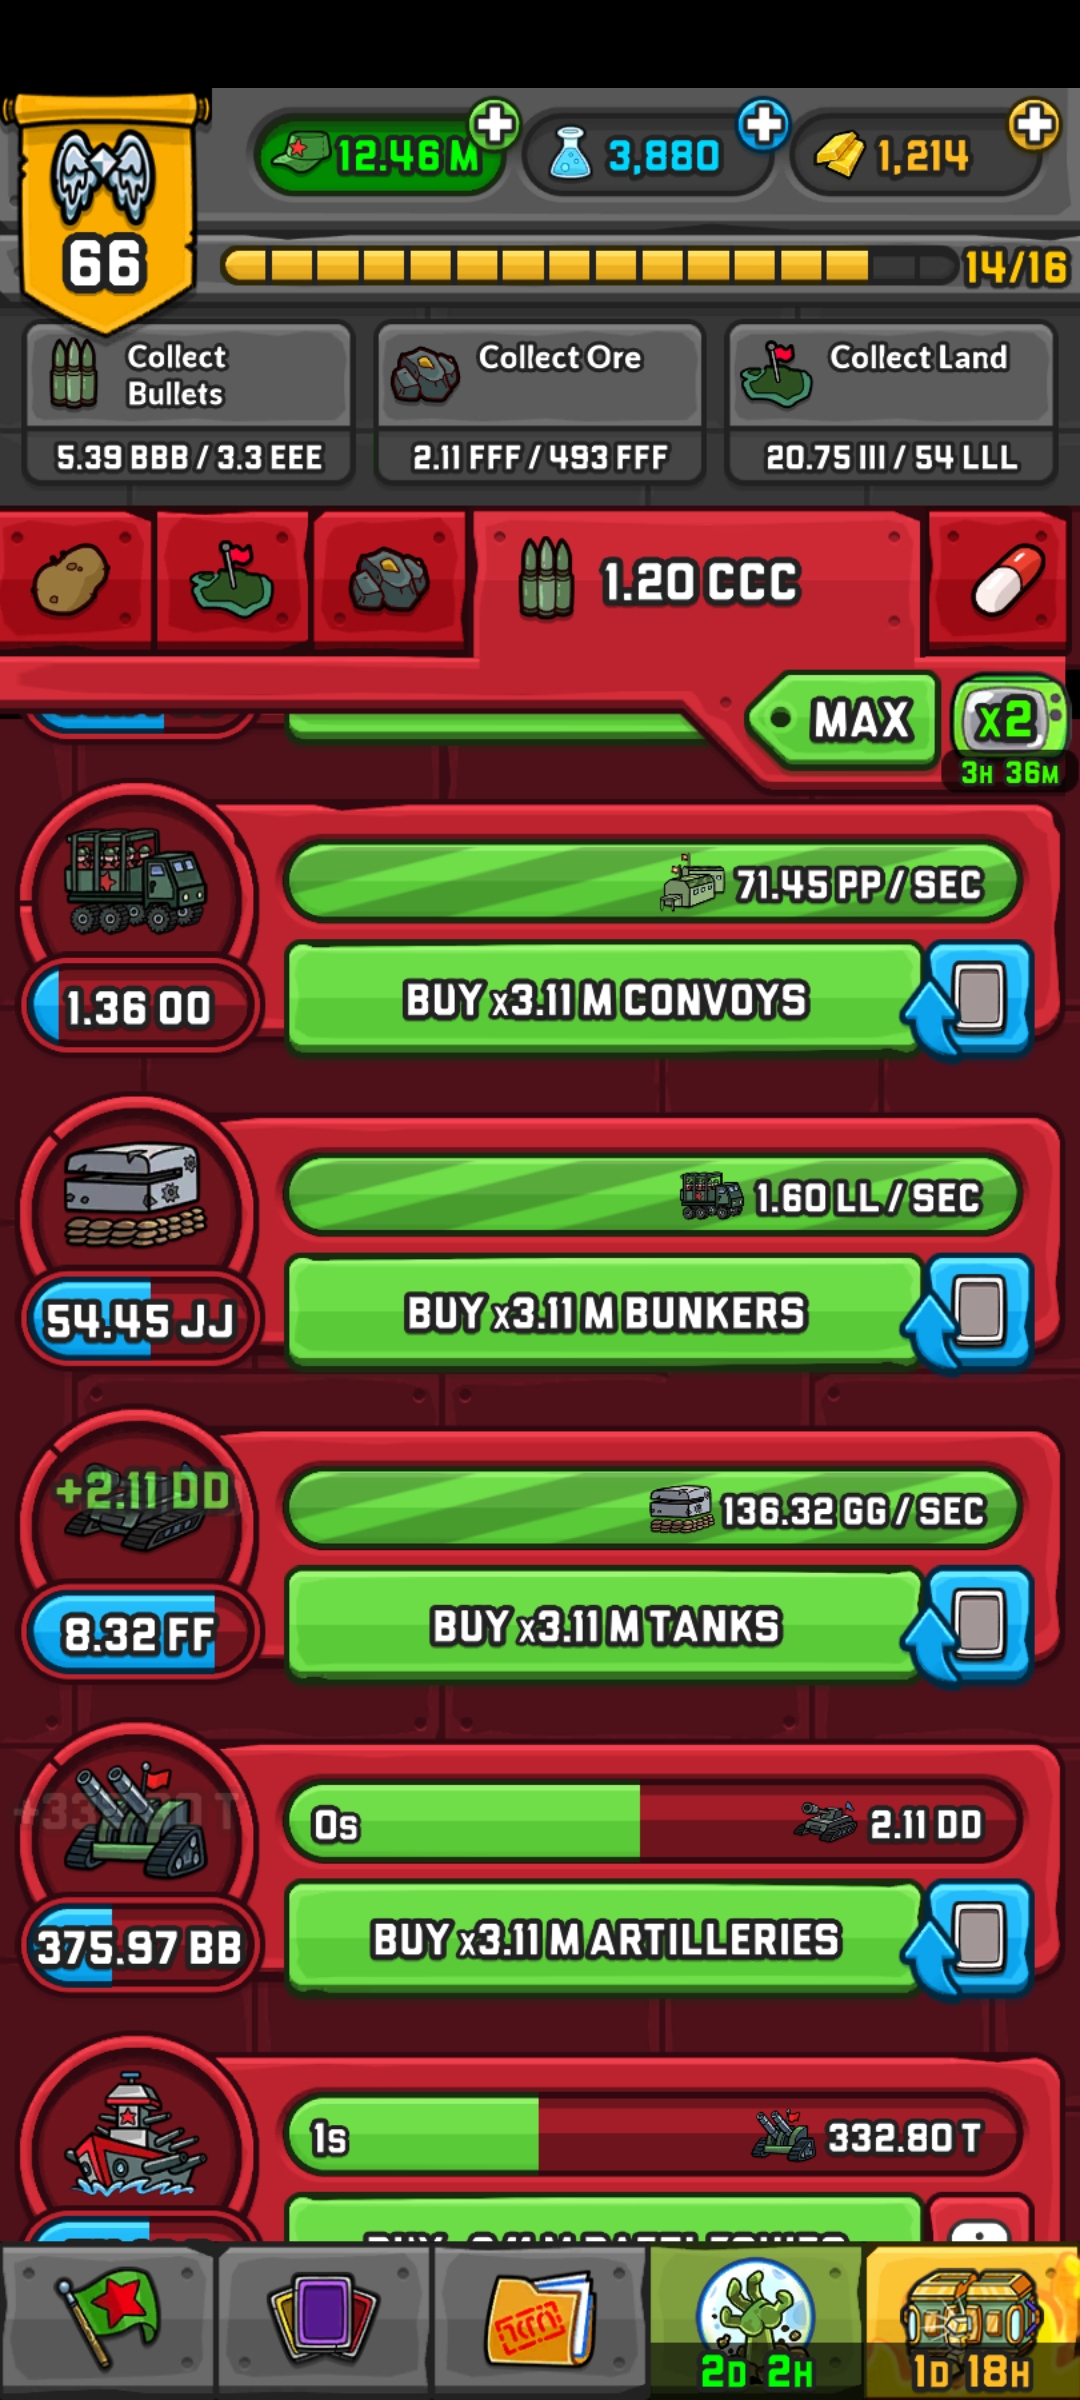 12.46 M
3,880
1,214
66
14/16
Collect
Bullets
5.39 BBB / 3.3 EEE
Collect Ore
2.11 FFF / 493 FFF
Collect Land
20.75 III / 54 LLL
1.20 CCC
MAX
x2
3H 36M
71.45 PP / SEC
1.36 OO
BUY x3.11 M CONVOYS
1.60 LL / SEC
54.45 JJ
BUY x3.11 M BUNKERS
+2.11 DD
136.32 GG / SEC
8.32 FF
BUY x3.11 M TANKS
0s
2.11 DD
375.97 BB
BUY x3.11 M ARTILLERIES
1s
332.80 T
2D 2H
1D 18H